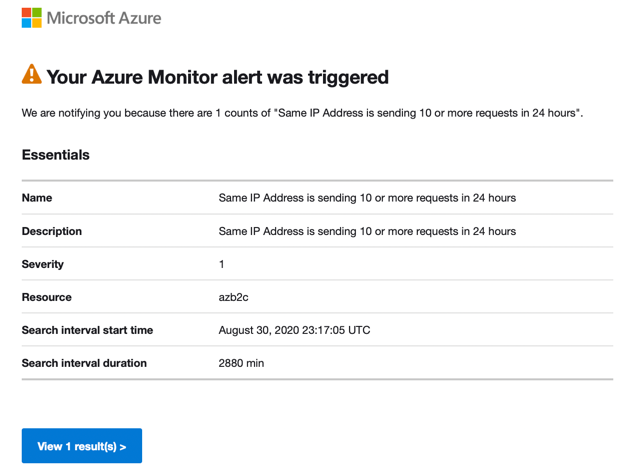 Microsoft Azure
Your Azure Monitor alert was triggered
We are notifying you because there are 1 counts of "Same IP Address is sending 10 or more requests in 24 hours".
Essentials
Name Same IP Address is sending 10 or more requests in 24 hours
Description Same IP Address is sending 10 or more requests in 24 hours
Severity 1
Resource azb2c
Search interval start time August 30, 2020 23:17:05 UTC
Search interval duration 2880 min
View 1 result(s) >